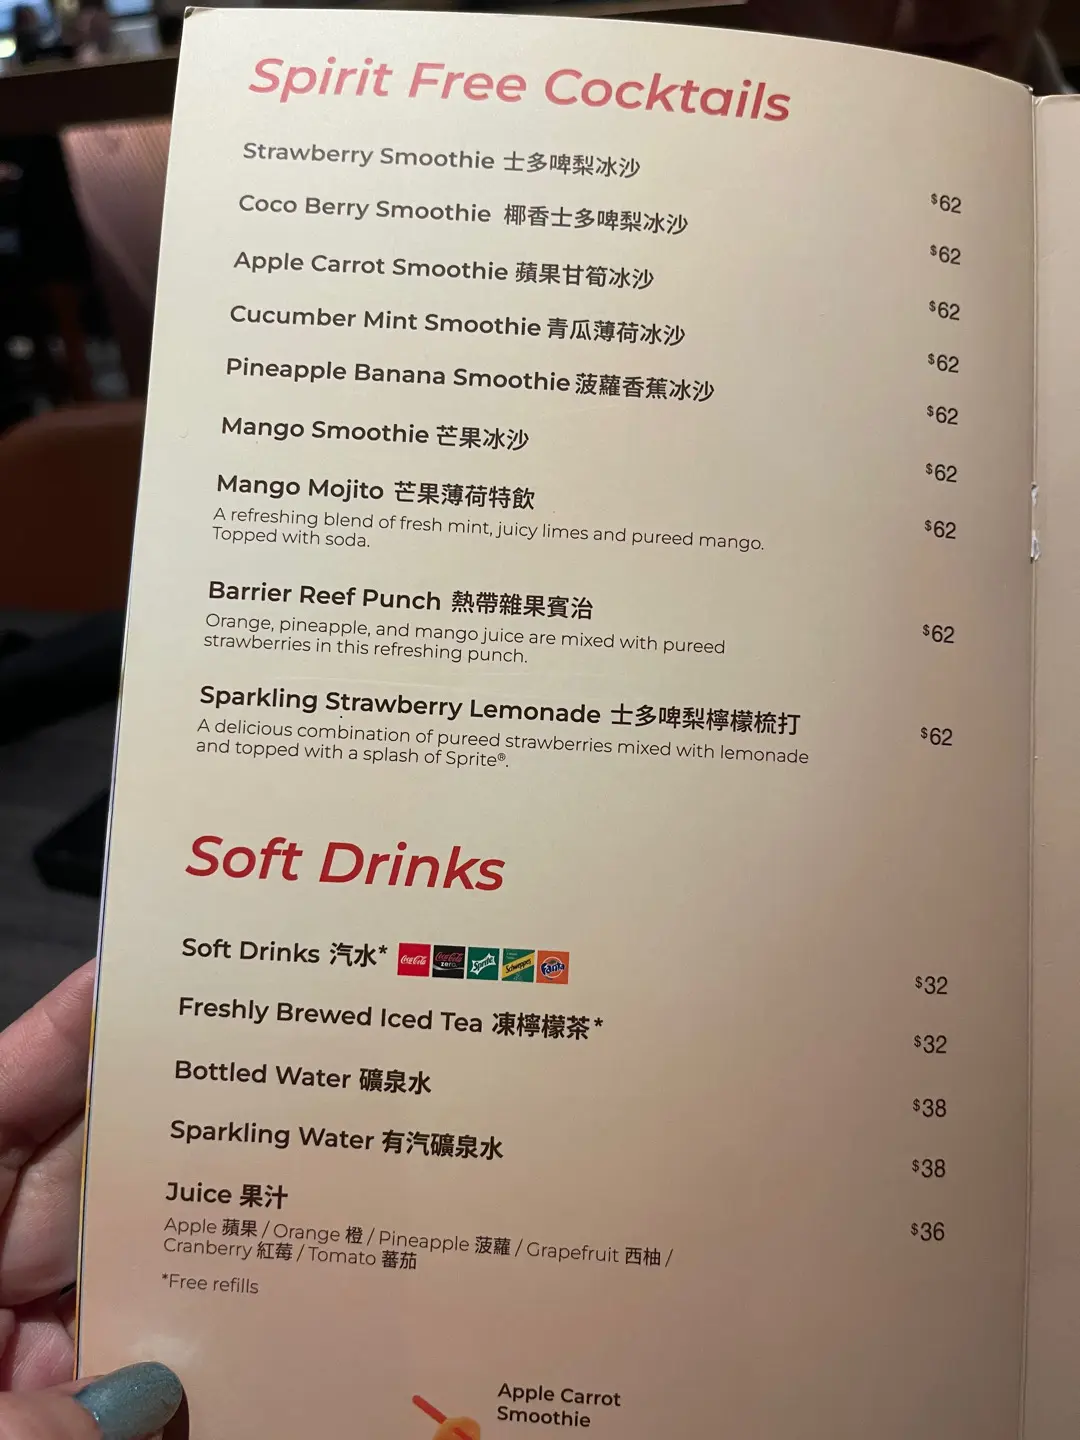 Spirit Free Cocktails
Strawberry Smoothie 士多啤梨冰沙 $62
Coco Berry Smoothie 椰香士多啤梨冰沙 $62
Apple Carrot Smoothie 蘋果甘筍冰沙 $62
Cucumber Mint Smoothie 青瓜薄荷冰沙 $62
Pineapple Banana Smoothie 菠蘿香蕉冰沙 $62
Mango Smoothie 芒果冰沙 $62
Mango Mojito 芒果薄荷特飲 $62
A refreshing blend of fresh mint, juicy limes and pureed mango.
Topped with soda.
Barrier Reef Punch 熱帶雜果賓治 $62
Orange, pineapple, and mango juice are mixed with pureed
strawberries in this refreshing punch.
Sparkling Strawberry Lemonade 士多啤梨檸檬梳打 $62
A delicious combination of pureed strawberries mixed with lemonade
and topped with a splash of Sprite®.
Soft Drinks
Soft Drinks 汽水* Coca-Cola Coca-Cola zero Sprite Schweppes Fanta $32
Freshly Brewed Iced Tea 凍檸檬茶* $32
Bottled Water 礦泉水 $38
Sparkling Water 有汽礦泉水 $38
Juice 果汁 $36
Apple 蘋果 / Orange 橙 / Pineapple 菠蘿 / Grapefruit 西柚 /
Cranberry 紅莓 / Tomato 蕃茄
*Free refills
Apple Carrot
Smoothie